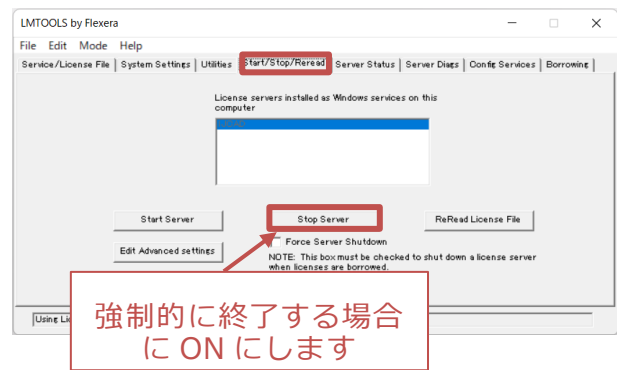 LMTOOLS by Flexera
File Edit Mode Help
Service/License File System Settings Utilities Start/Stop/Reread Server Status Server Diags Config Services Borrowing
License servers installed as Windows services on this
computer
Start Server Stop Server ReRead License File
Edit Advanced settings Force Server Shutdown
NOTE: This box must be checked to shut down a license server
when licenses are borrowed.
Using
強制的に終了する場合
に ON にします